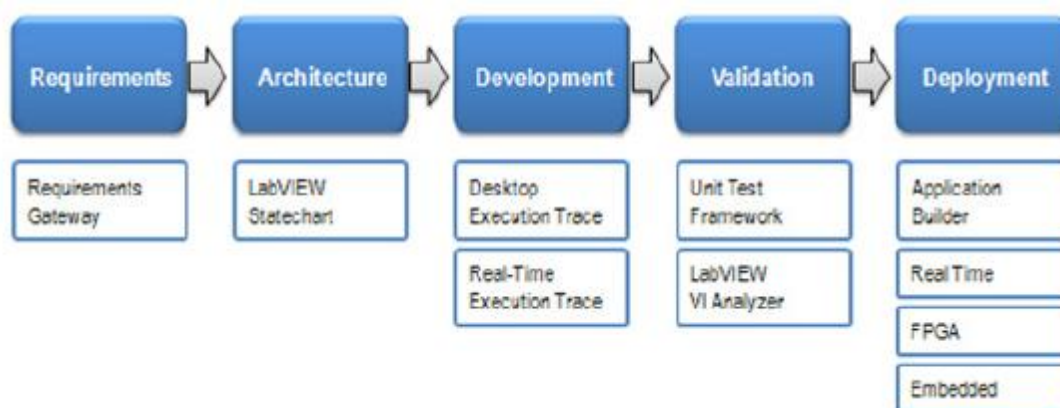 Requirements
Architecture
Development
Validation
Deployment
Requirements
Gateway
LabVIEW
Statechart
Desktop
Execution Trace
Real-Time
Execution Trace
Unit Test
Framework
LabVIEW
VI Analyzer
Application
Builder
Real Time
FPGA
Embedded